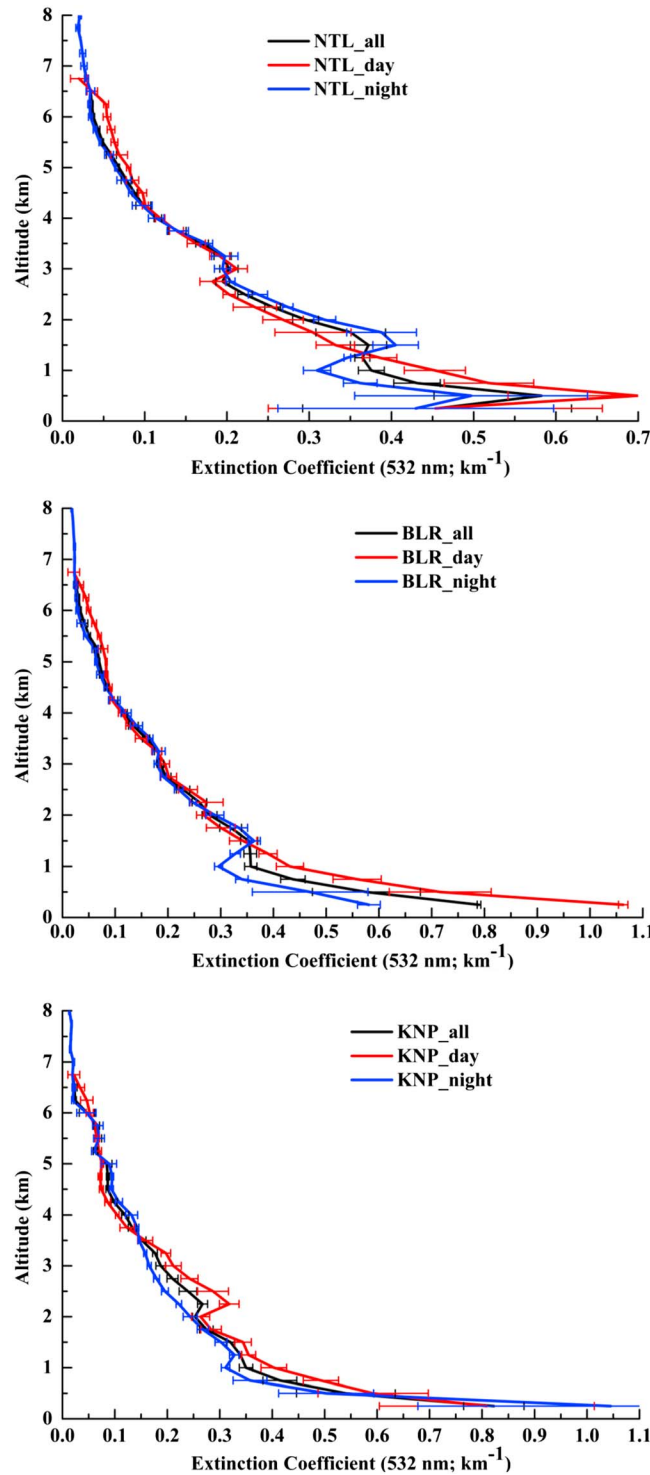 8
NTL_all
7
NTL_day
NTL_night
6
5
4
3
2
1
0
Altitude (km)
0.0 0.1 0.2 0.3 0.4 0.5 0.6 0.7
Extinction Coefficient (532 nm; km-1)
8
BLR_all
7
BLR_day
BLR_night
6
5
4
3
2
1
0
Altitude (km)
0.0 0.1 0.2 0.3 0.4 0.5 0.6 0.7 0.8 0.9 1.0 1.1
Extinction Coefficient (532 nm; km-1)
8
KNP_all
7
KNP_day
KNP_night
6
5
4
3
2
1
0
Altitude (km)
0.0 0.1 0.2 0.3 0.4 0.5 0.6 0.7 0.8 0.9 1.0 1.1
Extinction Coefficient (532 nm; km-1)